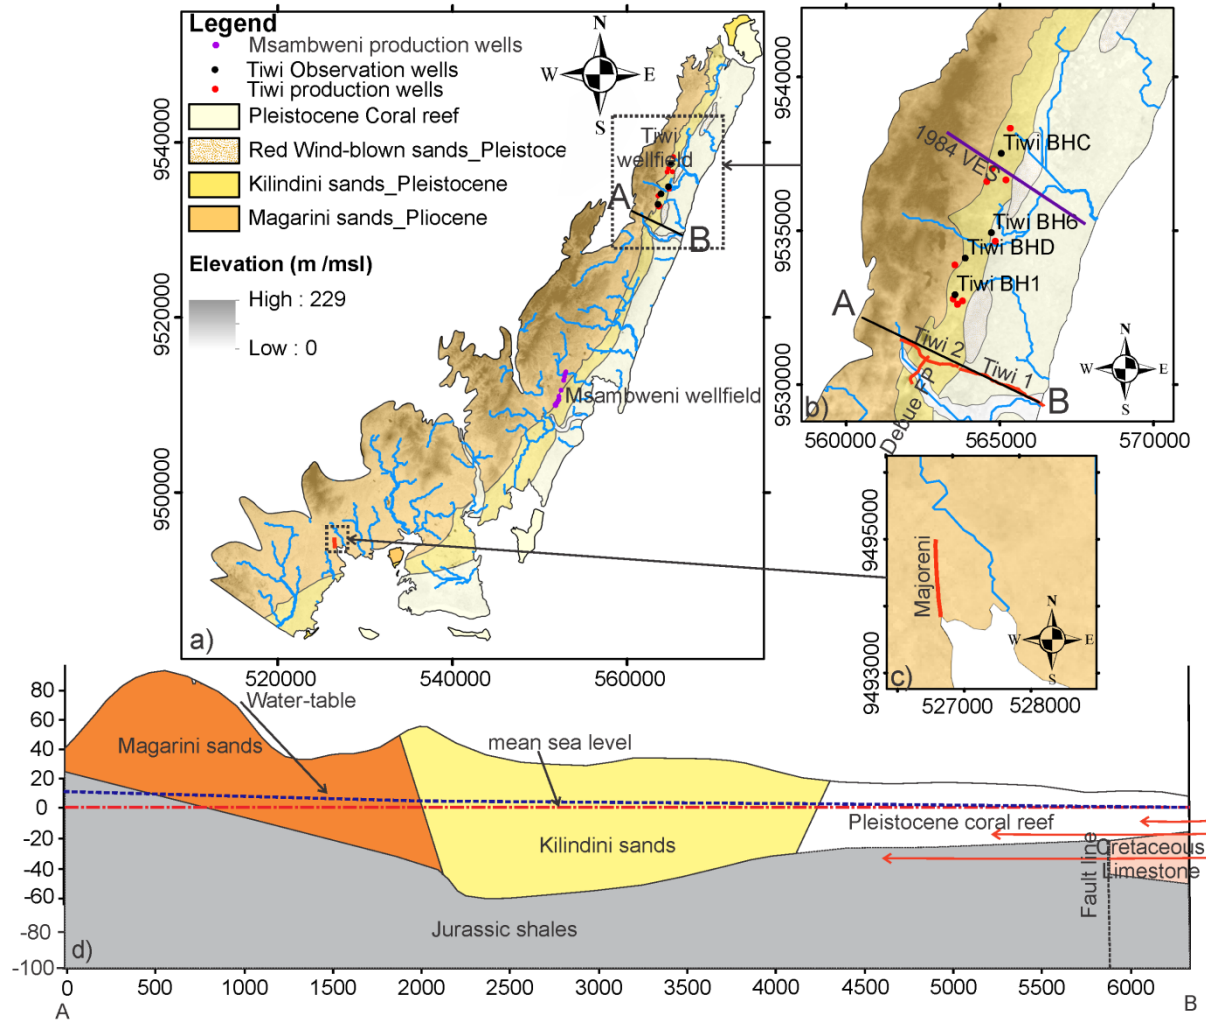 Legend
Msambweni production wells
Tiwi Observation wells
Tiwi production wells
Pleistocene Coral reef
Red Wind-blown sands_Pleistoce
Kilindini sands_Pleistocene
Magarini sands_Pliocene
Elevation (m /msl)
High : 229
Low : 0
N
W E
S
Tiwi
wellfield
A
B
Msambweni wellfield
a)
9540000
9520000
9500000
520000 540000 560000
1984 VES
Tiwi BHC
Tiwi BH6
Tiwi BHD
Tiwi BH1
A
Tiwi 2
Tiwi 1
B
Debue FP
N
W E
S
b)
9540000
9535000
9530000
560000 565000 570000
Majoreni
N
W E
S
c)
9495000
9493000
527000 528000
Water-table
Magarini sands
mean sea level
Kilindini sands
Pleistocene coral reef
Cretaceous
Limestone
Fault line
Jurassic shales
d)
80
60
40
20
0
-20
-40
-60
-80
-100
0 500 1000 1500 2000 2500 3000 3500 4000 4500 5000 5500 6000
A B